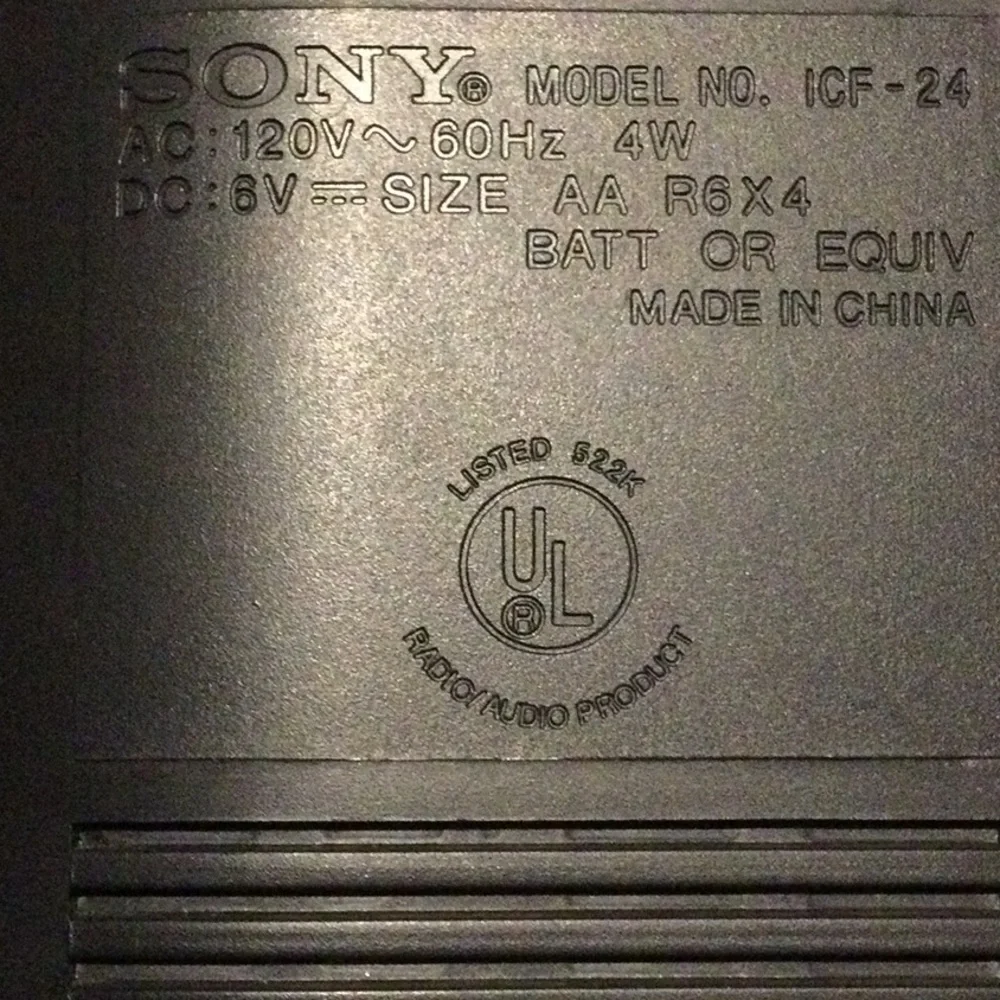 SONY® MODEL NO. ICF-24
AC:120V～60Hz 4W
DC:6V⎓SIZE AA R6X4
BATT OR EQUIV
MADE IN CHINA
LISTED 522K
UL®
RADIO/AUDIO PRODUCT